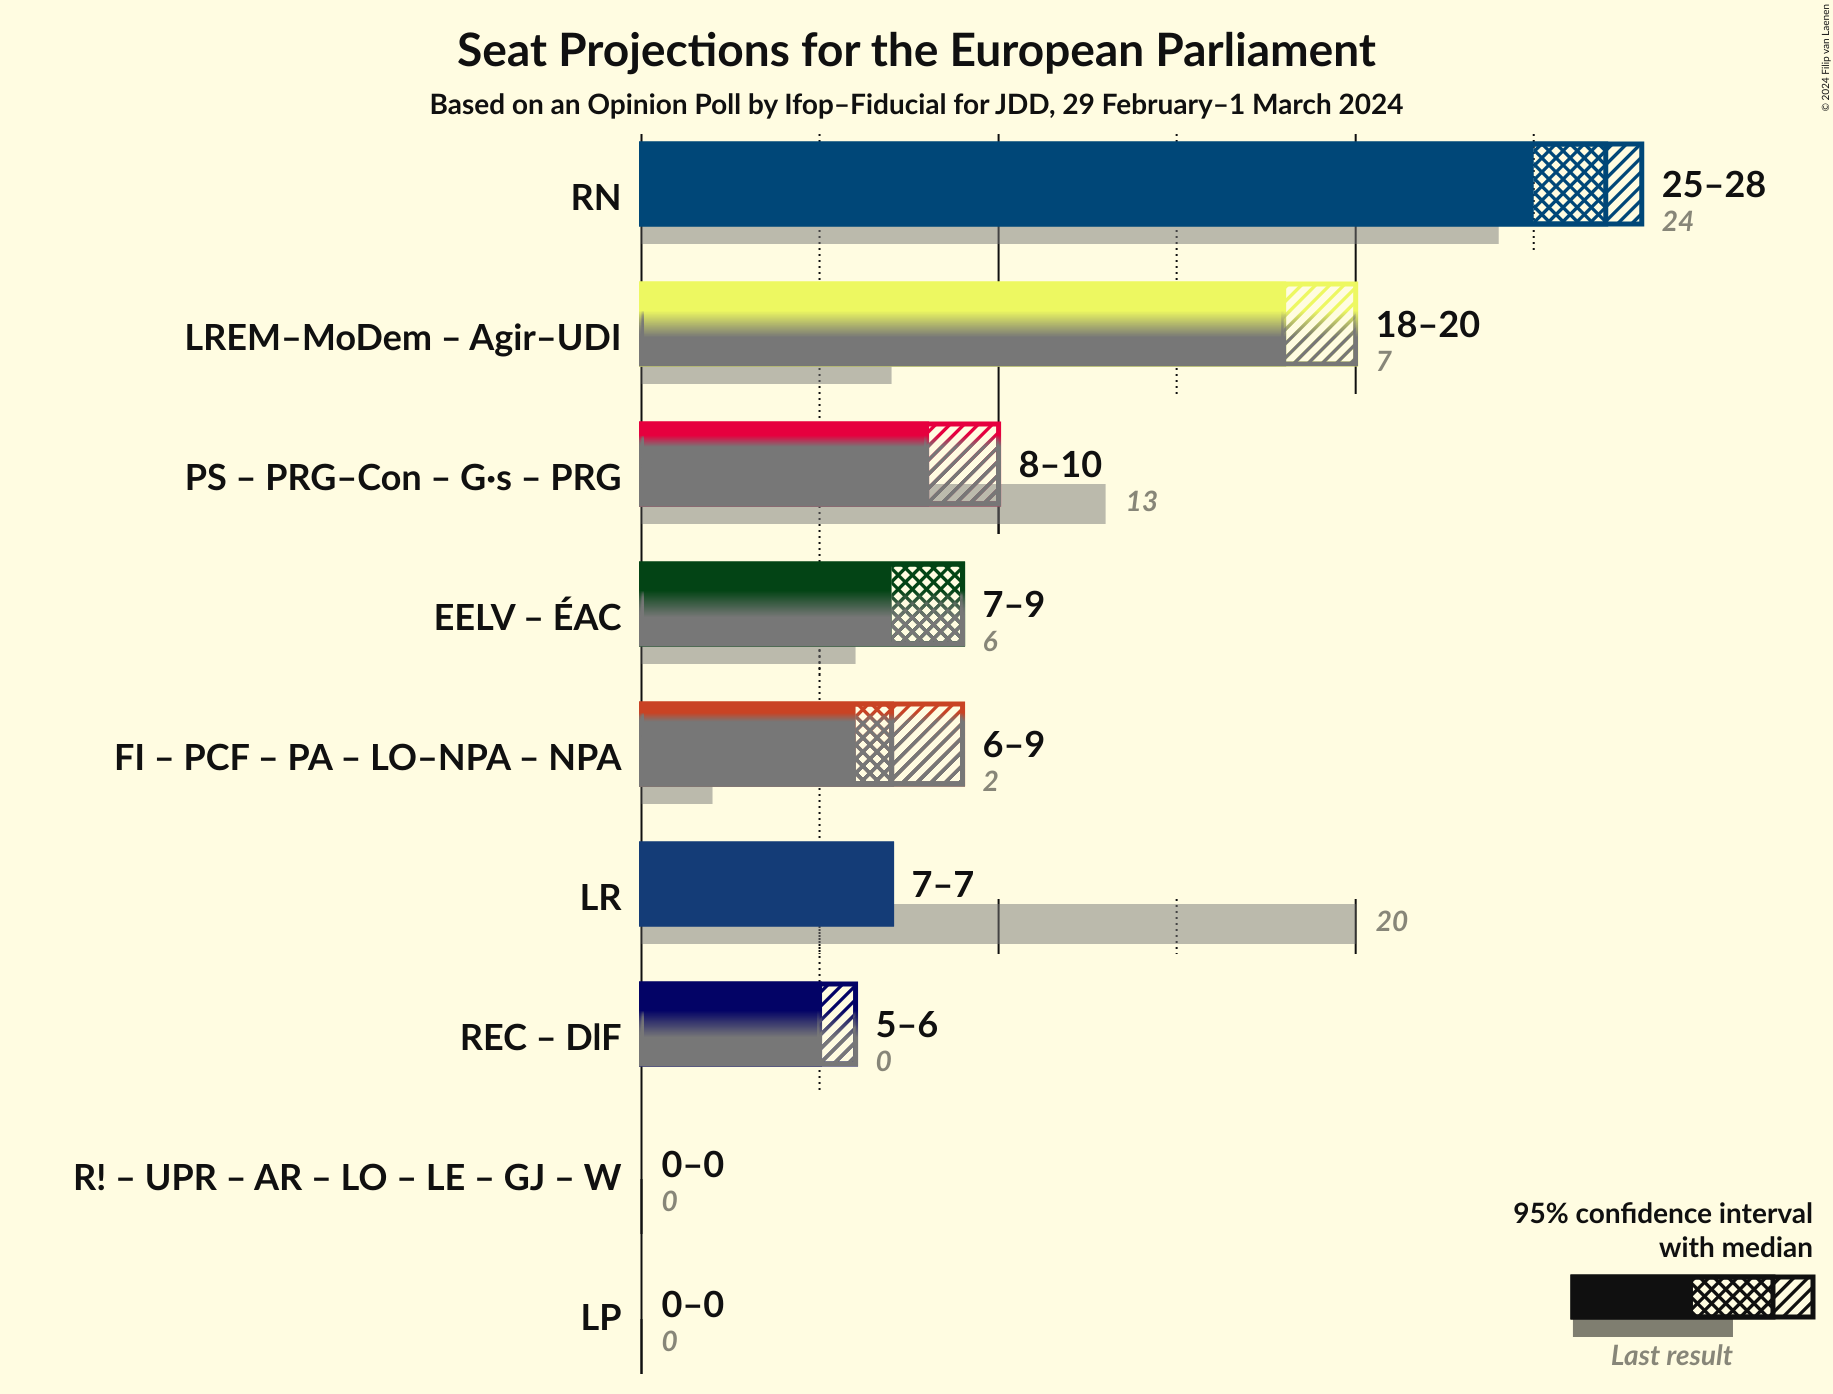 Seat Projections for the European Parliament
Based on an Opinion Poll by Ifop–Fiducial for JDD, 29 February–1 March 2024
© 2024 Filip van Laenen
RN
25–28
24
LREM–MoDem – Agir–UDI
18–20
7
PS – PRG–Con – G·s – PRG
8–10
13
EELV – ÉAC
7–9
6
FI – PCF – PA – LO–NPA – NPA
6–9
2
LR
7–7
20
REC – DlF
5–6
0
R! – UPR – AR – LO – LE – GJ – W
0–0
0
LP
0–0
0
95% confidence interval
with median
Last result